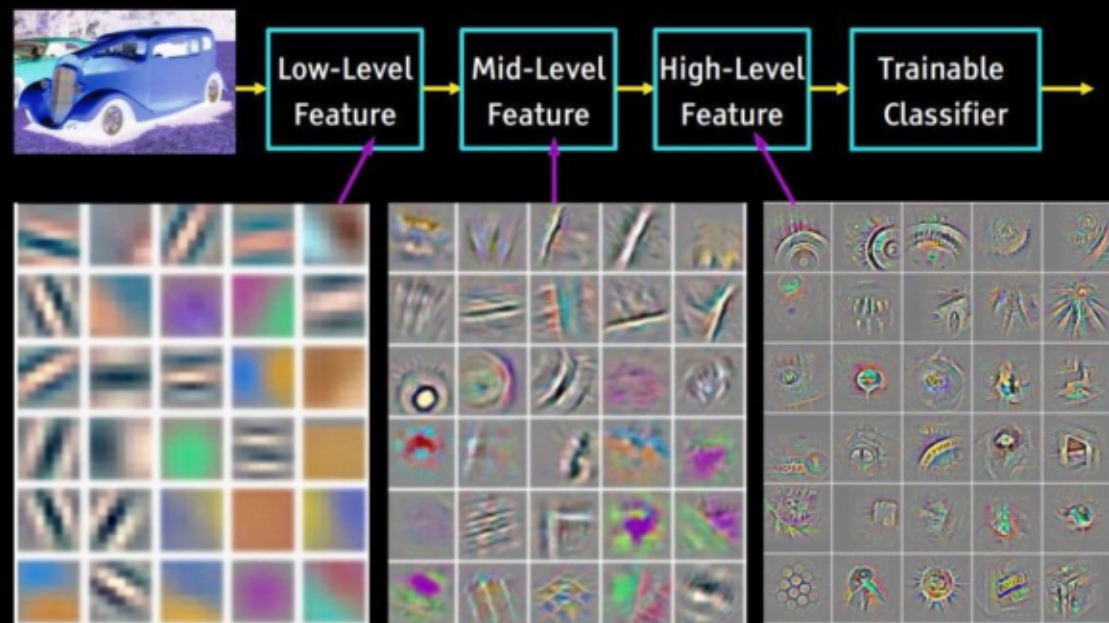 Low-Level
Feature
Mid-Level
Feature
High-Level
Feature
Trainable
Classifier